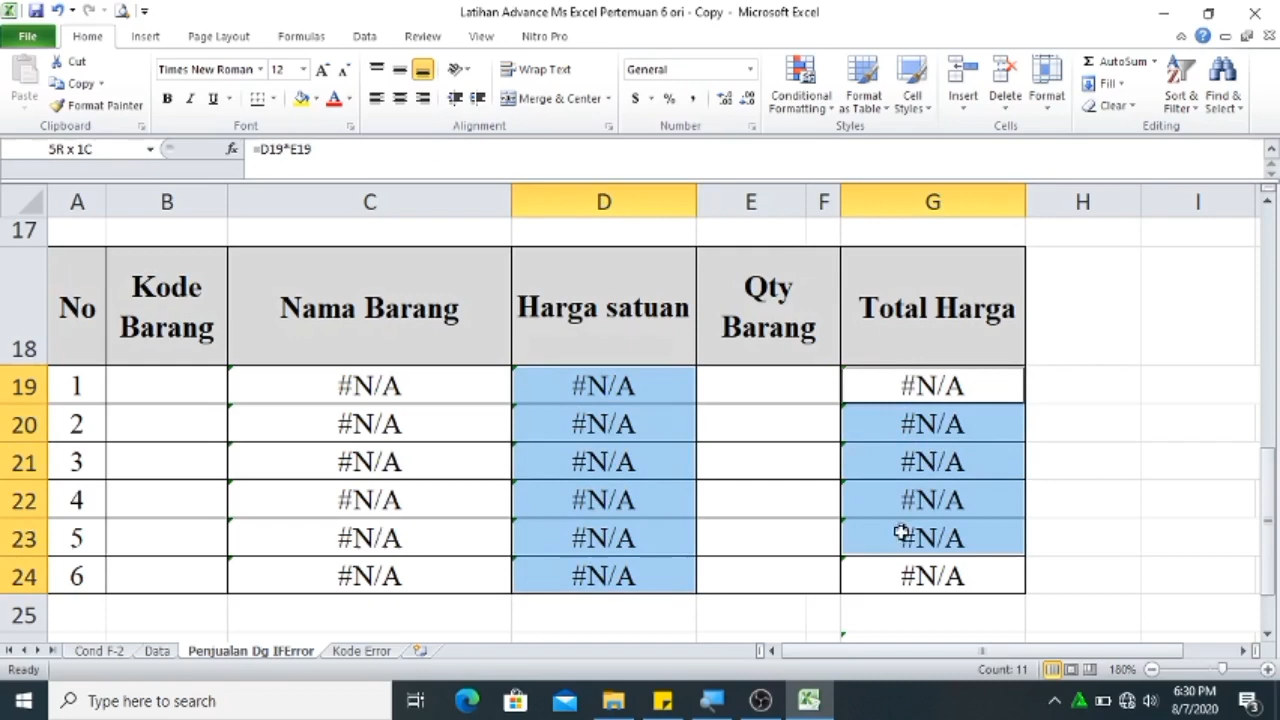 Latihan Advance Ms Excel Pertemuan 6 ori - Copy - Microsoft Excel
File Home Insert Page Layout Formulas Data Review View Nitro Pro
Cut
Copy
Format Painter
Paste
Clipboard
Times New Roman 12
B I U
Font
Wrap Text
Merge & Center
Alignment
General
$ % ,
Number
Conditional Formatting
Format as Table
Cell Styles
Styles
Insert Delete Format
Cells
AutoSum
Fill
Clear
Sort & Filter
Find & Select
Editing
5R x 1C fx =D19*E19
A B C D E F G H I
17
18 No Kode Barang Nama Barang Harga satuan Qty Barang Total Harga
19 1 #N/A #N/A #N/A
20 2 #N/A #N/A #N/A
21 3 #N/A #N/A #N/A
22 4 #N/A #N/A #N/A
23 5 #N/A #N/A #N/A
24 6 #N/A #N/A #N/A
25
Cond F-2 Data Penjualan Dg IFError Kode Error
Ready Count: 11 180%
Type here to search
6:30 PM
8/7/2020
3